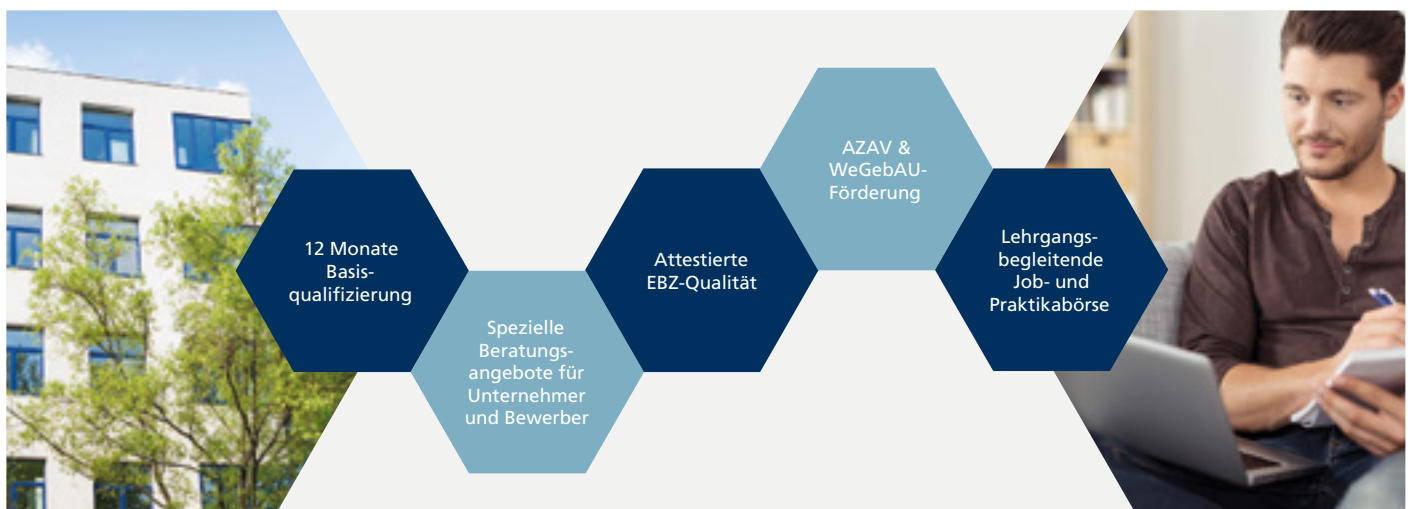 12 Monate
Basis-
qualifizierung
Spezielle
Beratungs-
angebote für
Unternehmer
und Bewerber
Attestierte
EBZ-Qualität
AZAV &
WeGebAU-
Förderung
Lehrgangs-
begleitende
Job- und
Praktikabörse